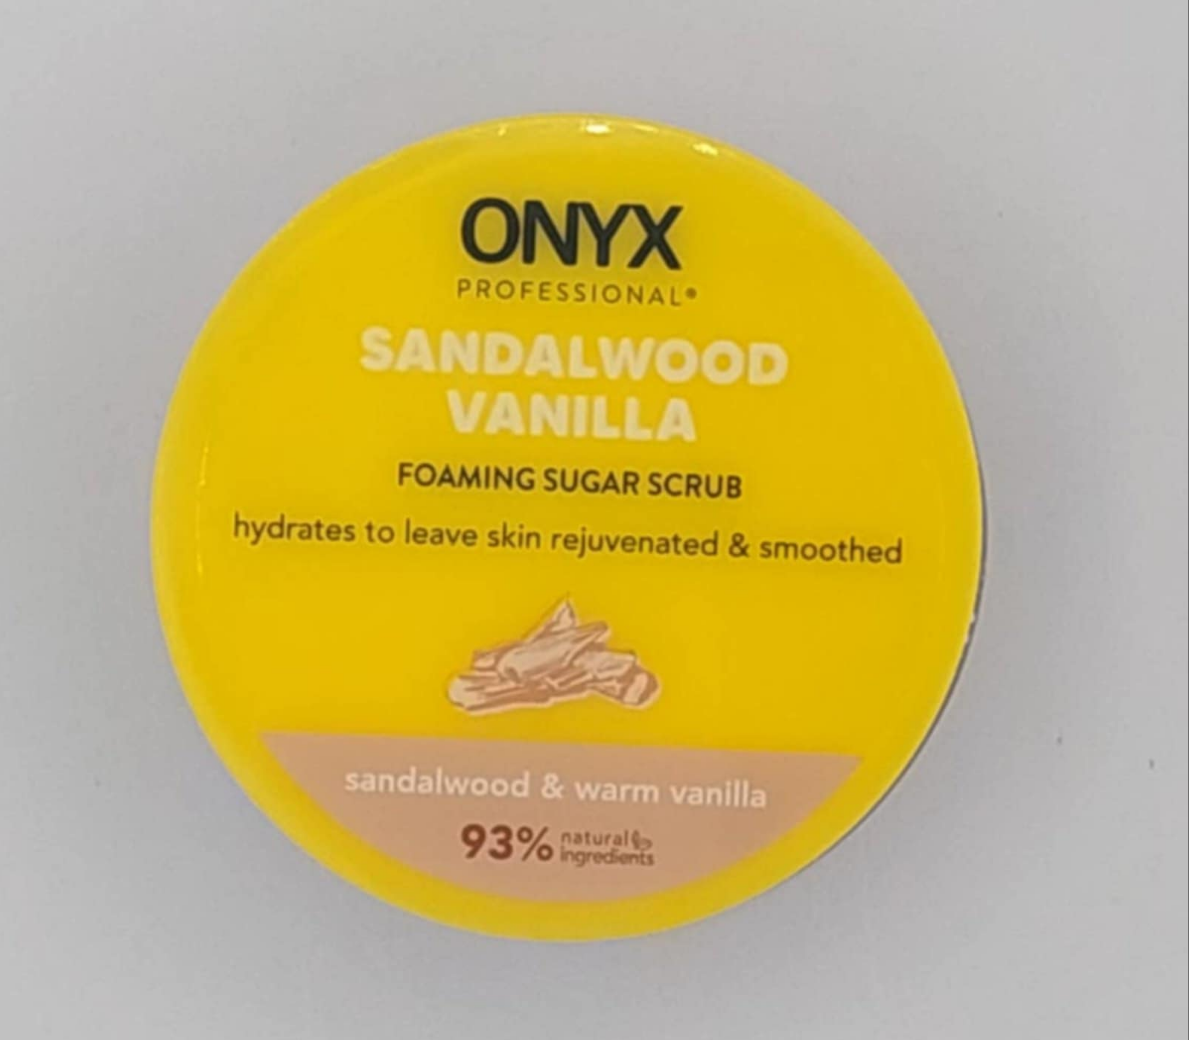 ONYX
PROFESSIONAL®
SANDALWOOD
VANILLA
FOAMING SUGAR SCRUB
hydrates to leave skin rejuvenated & smoothed
sandalwood & warm vanilla
93% natural
ingredients